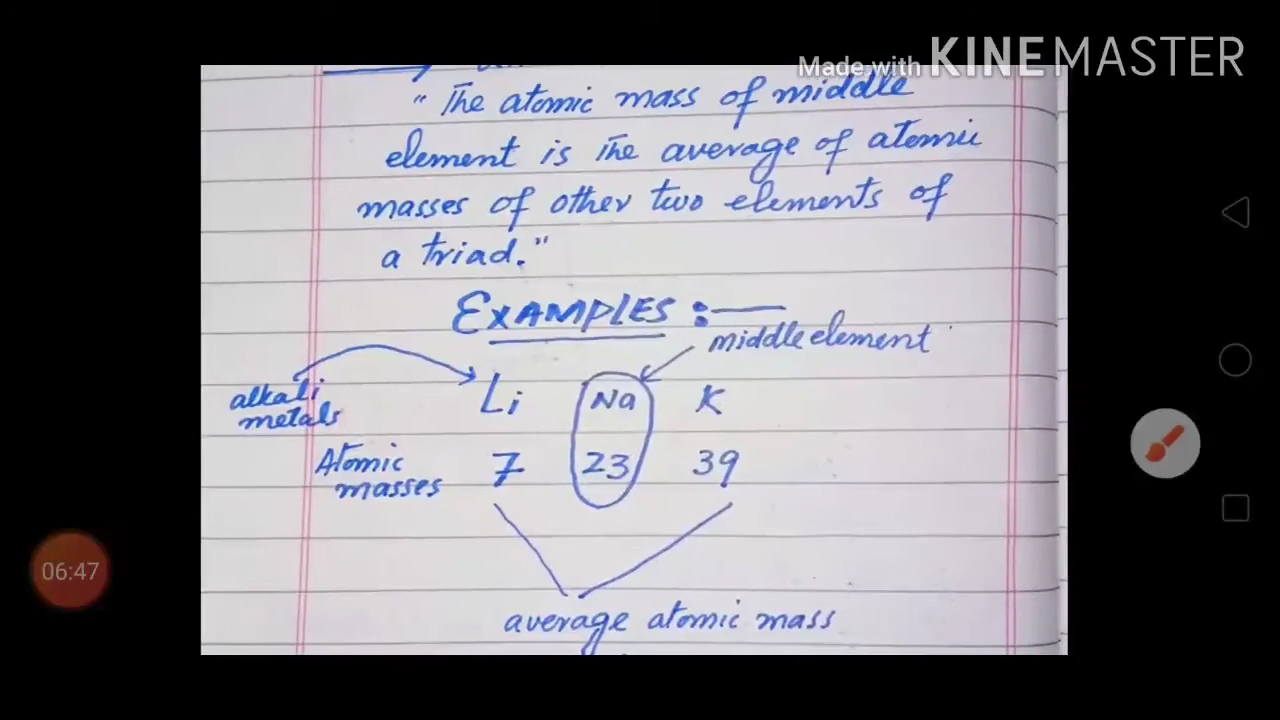 Made with KINEMASTER
"The atomic mass of middle
element is the average of atomic
masses of other two elements of
a triad."
EXAMPLES :—
middle element
alkali
metals
Li Na K
Atomic
masses
7 23 39
06:47
average atomic mass